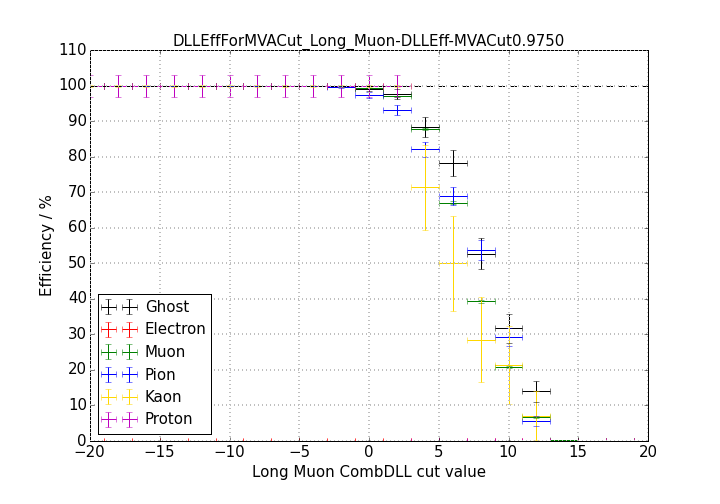 DLLEffForMVACut_Long_Muon-DLLEff-MVACut0.9750
110
100
90
80
70
60
50
40
30
20
10
0
Efficiency / %
Ghost
Electron
Muon
Pion
Kaon
Proton
−20 −15 −10 −5 0 5 10 15 20
Long Muon CombDLL cut value